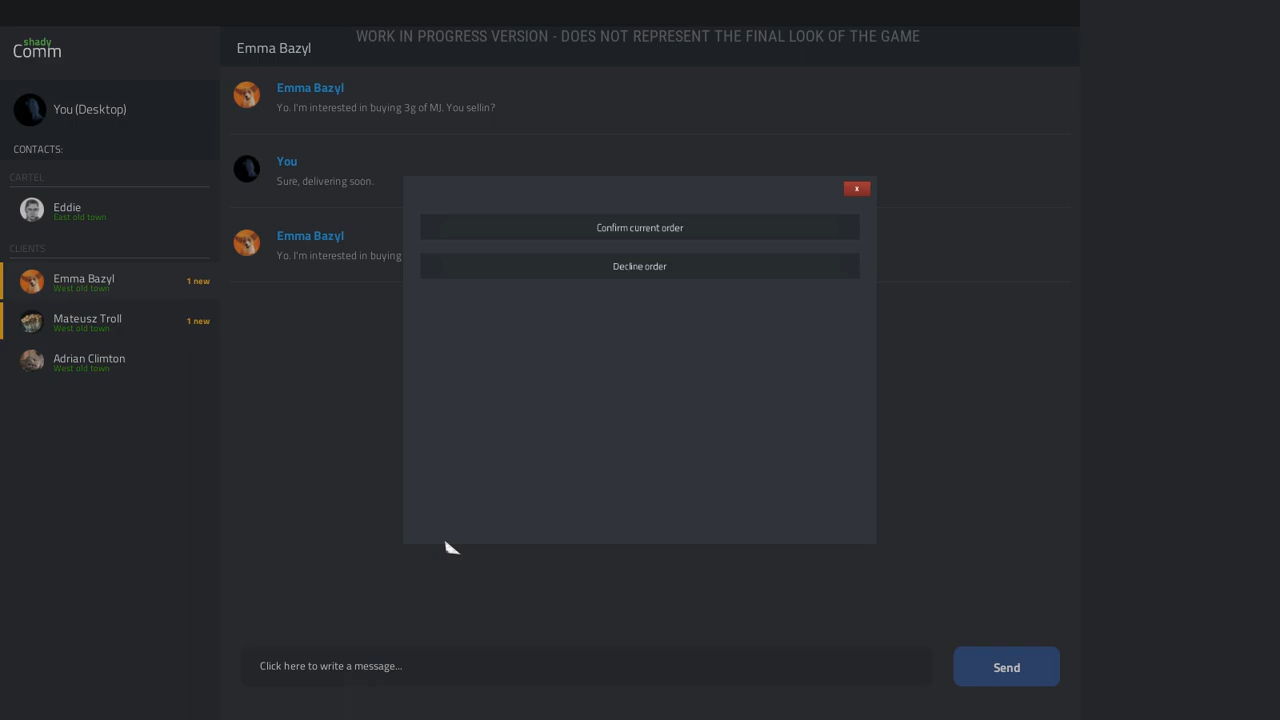 WORK IN PROGRESS VERSION - DOES NOT REPRESENT THE FINAL LOOK OF THE GAME
shady
Comm
You (Desktop)
CONTACTS:
CARTEL
Eddie
East old town
CLIENTS
Emma Bazyl
West old town
1 new
Mateusz Troll
West old town
1 new
Adrian Climton
West old town
Emma Bazyl
Emma Bazyl
Yo. I'm interested in buying 3g of MJ. You sellin?
You
Sure, delivering soon.
Emma Bazyl
Yo. I'm interested in buying
x
Confirm current order
Decline order
Click here to write a message...
Send